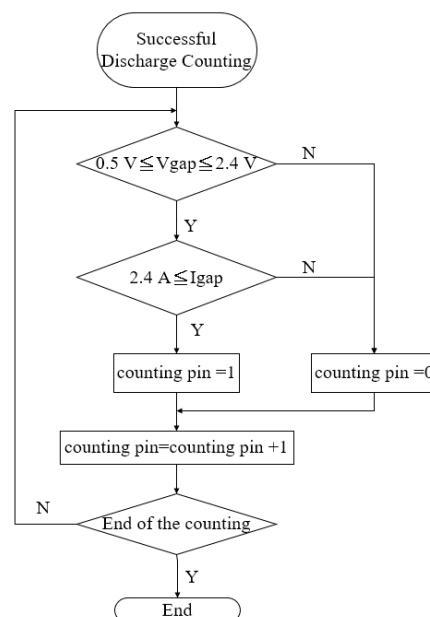 Successful
Discharge Counting
0.5 V≦Vgap≦2.4 V
N
Y
2.4 A≦Igap
N
Y
counting pin =1
counting pin =0
counting pin=counting pin +1
N
End of the counting
Y
End